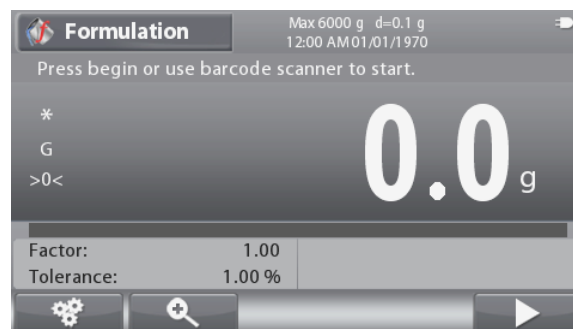 Formulation
Max 6000 g d=0.1 g
12:00 AM 01/01/1970
Press begin or use barcode scanner to start.
*
G
>0<
0.0 g
Factor: 1.00
Tolerance: 1.00 %